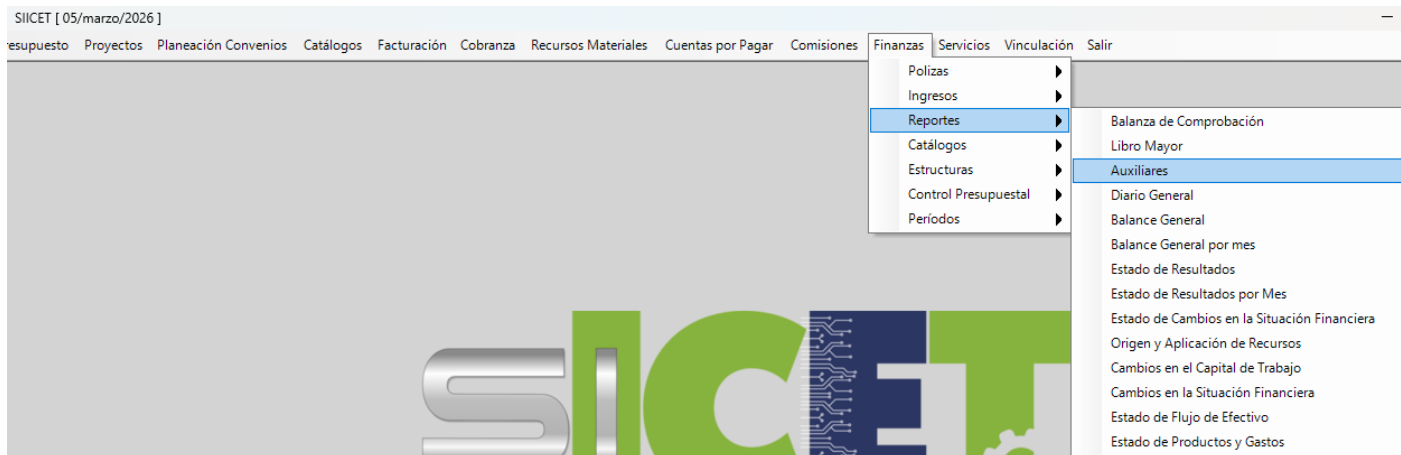 SIICET [ 05/marzo/2026 ]
esupuesto Proyectos Planeación Convenios Catálogos Facturación Cobranza Recursos Materiales Cuentas por Pagar Comisiones Finanzas Servicios Vinculación Salir
Polizas
Ingresos
Reportes
Catálogos
Estructuras
Control Presupuestal
Períodos
Balanza de Comprobación
Libro Mayor
Auxiliares
Diario General
Balance General
Balance General por mes
Estado de Resultados
Estado de Resultados por Mes
Estado de Cambios en la Situación Financiera
Origen y Aplicación de Recursos
Cambios en el Capital de Trabajo
Cambios en la Situación Financiera
Estado de Flujo de Efectivo
Estado de Productos y Gastos
SICET